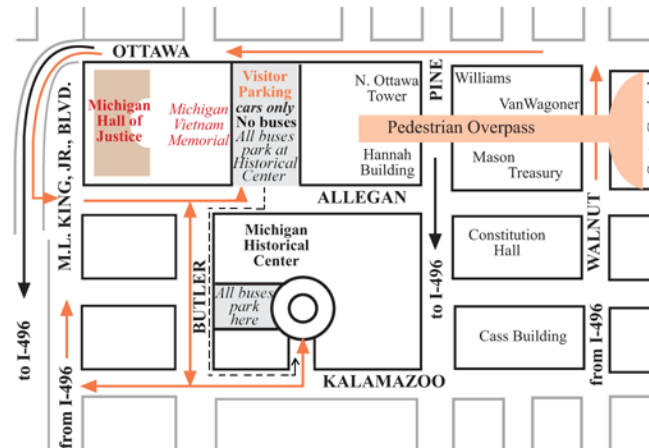 OTTAWA
M.L. KING, JR., BLVD.
Michigan
Hall of
Justice
Michigan
Vietnam
Memorial
Visitor
Parking
cars only
No buses
All buses
park at
Historical
Center
N. Ottawa
Tower
PINE
Williams
VanWagoner
Pedestrian Overpass
Hannah
Building
Mason
Treasury
ALLEGAN
WALNUT
Michigan
Historical
Center
Constitution
Hall
BUTLER
All buses
park
here
Cass Building
to I-496
from I-496
to I-496
from I-496
KALAMAZOO